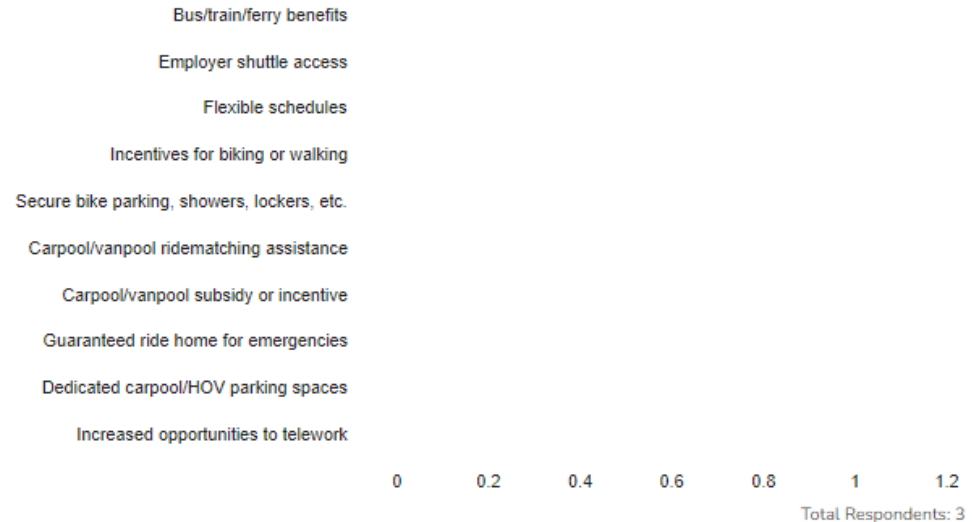 Bus/train/ferry benefits
Employer shuttle access
Flexible schedules
Incentives for biking or walking
Secure bike parking, showers, lockers, etc.
Carpool/vanpool ridematching assistance
Carpool/vanpool subsidy or incentive
Guaranteed ride home for emergencies
Dedicated carpool/HOV parking spaces
Increased opportunities to telework
0 0.2 0.4 0.6 0.8 1 1.2
Total Respondents: 3